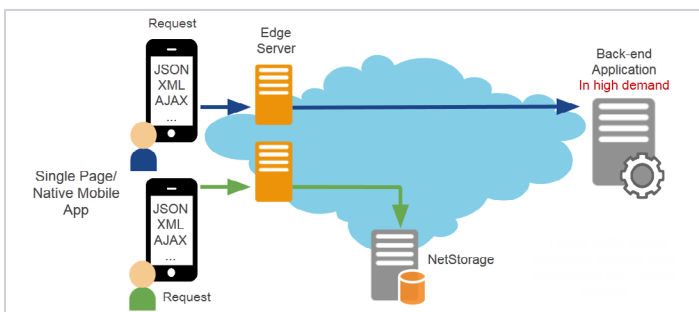 Request
JSON
XML
AJAX
...
Edge
Server
Back-end
Application
In high demand
Single Page/
Native Mobile
App
JSON
XML
AJAX
...
Request
NetStorage